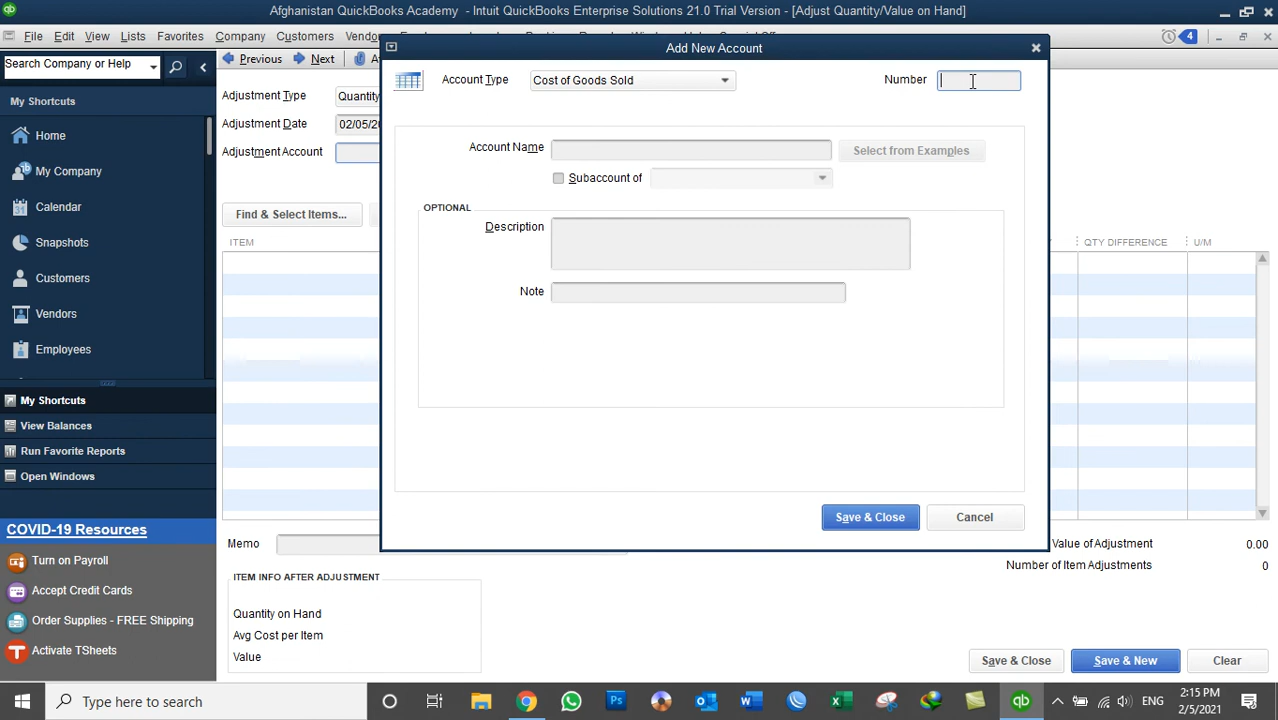 Afghanistan QuickBooks Academy - Intuit QuickBooks Enterprise Solutions 21.0 Trial Version - [Adjust Quantity/Value on Hand]
File Edit View Lists Favorites Company Customers
4
Search Company or Help
Previous Next
Add New Account
Account Type Cost of Goods Sold Number
My Shortcuts
Adjustment Type Quantity
Adjustment Date 02/05/20
Adjustment Account
Home
My Company
Calendar
Snapshots
Customers
Vendors
Employees
Account Name Select from Examples
Subaccount of
OPTIONAL
Description
Note
Find & Select Items...
ITEM QTY DIFFERENCE U/M
My Shortcuts
View Balances
Run Favorite Reports
Open Windows
Save & Close Cancel
COVID-19 Resources
Turn on Payroll
Accept Credit Cards
Order Supplies - FREE Shipping
Activate TSheets
Memo
Value of Adjustment 0.00
Number of Item Adjustments 0
ITEM INFO AFTER ADJUSTMENT
Quantity on Hand
Avg Cost per Item
Value
Save & Close Save & New Clear
Type here to search
ENG
2:15 PM
2/5/2021